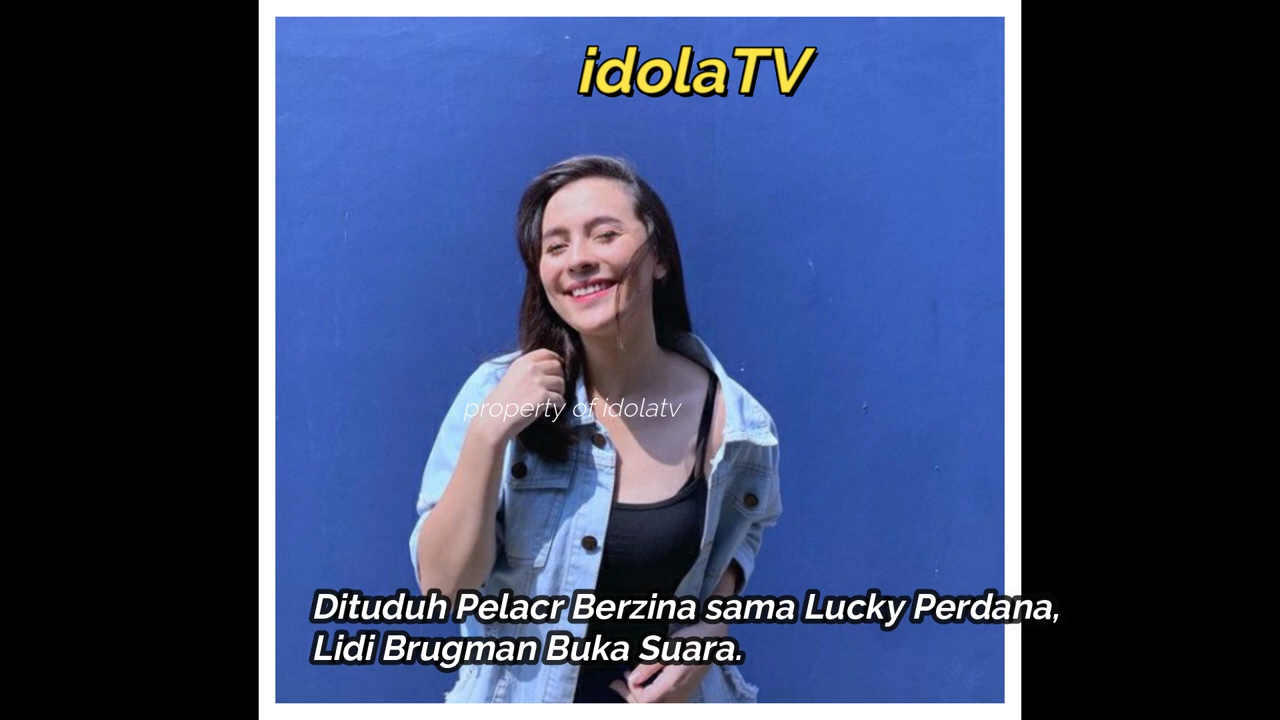 idolaTV
property of idolatv
Dituduh Pelacr Berzina sama Lucky Perdana,
Lidi Brugman Buka Suara.